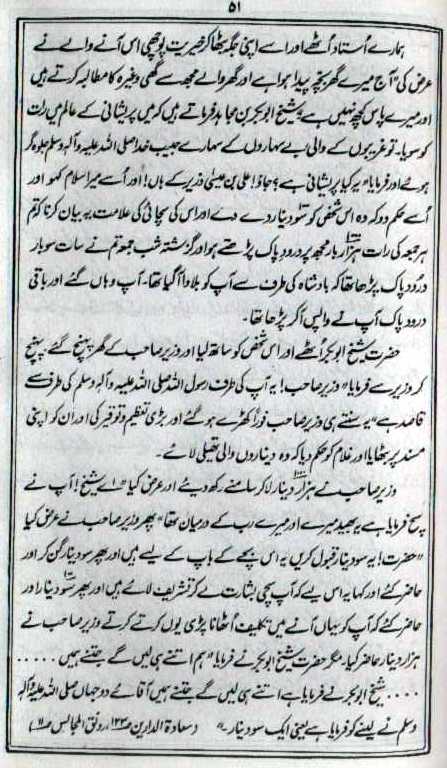 ۵۱
ہمارے اُستاد اُٹھے اور اسے اپنی جگہ بٹھا کر خیریت پوچھی اس آنے والے نے
عرض کی "آج میرے گھر بچّہ پیدا ہوا ہے اور گھر والے مجھ سے گھی وغیرہ کا مطالبہ کرتے ہیں
اور میرے پاس کچھ نہیں ہے" شیخ ابوبکر بن مجاہد فرماتے ہیں کہ میں پریشانی کے عالم میں رات
کو سویا۔ تو غریبوں کے والی بے سہاروں کے سہارے حبیب خدا صلی اللہ علیہ وآلہ وسلم جلوہ گر
ہوئے اور فرمایا "یہ کیا پریشانی ہے؟ جاؤ! علی بن عیسیٰ وزیر کے ہاں! اور اُسے میرا سلام کہو اور
اُسے حکم دو کہ وہ اس شخص کو سَو دینار دے دے اور اس کی سچائی کی علامت یہ بیان کرنا کہ تم
ہر جمعہ کی رات ہزار بار مجھ پر درود پاک پڑھتے ہو اور گزشتہ شب جمعہ تم نے سات سو بار
درود پاک پڑھا تھا کہ بادشاہ کی طرف سے آپ کو بلاوا آگیا تھا۔ آپ وہاں گئے اور باقی
درود پاک آپ نے واپس آکر پڑھا تھا۔
حضرت شیخ ابوبکر اُٹھے اور اس شخص کو ساتھ لیا اور وزیر صاحب کے گھر پہنچ گئے۔ پہنچ
کر وزیر سے فرمایا "وزیر صاحب! یہ آپ کی طرف رسول اللہ صلی اللہ علیہ وآلہ وسلم کی طرف سے
قاصد ہے" یہ سنتے ہی وزیر صاحب فوراً کھڑے ہوگئے اور بڑی تعظیم و توقیر کی اور ان کو اپنی
مسند پر بٹھایا اور غلام کو حکم دیا کہ وہ دیناروں والی تھیلی لائے۔
وزیر صاحب نے ہزار دینار لا کر سامنے رکھ دیئے اور عرض کیا "اے شیخ! آپ نے
سچ فرمایا ہے یہ بھید میرے اور میرے رب کے درمیان تھا" پھر وزیر صاحب نے عرض کیا
"حضرت! یہ سو دینار قبول کریں یہ اس بچے کے باپ کے لیے ہیں اور پھر سو دینار گن کر اور
حاضر کئے اور کہا یہ اس لیے کہ آپ سچی بشارت لے کر تشریف لائے ہیں اور پھر سو دینار اور
حاضر کئے کہ آپ کو یہاں آنے میں تکلیف اُٹھانا پڑی یوں کرتے کرتے وزیر صاحب نے
ہزار دینار حاضر کیا۔ مگر حضرت شیخ ابوبکر نے فرمایا "ہم اتنے ہی لیں گے جتنے ہمیں .....
.... شیخ ابوبکر نے فرمایا ہے اتنے ہی لیں گے جتنے ہمیں آقائے دو جہاں صلی اللہ علیہ وآلہ
وسلم نے لینے کو فرمایا ہے یعنی ایک سو دینار۔" (سعادۃ الدارین ص۱۲۳، رونق المجالس ص۱۱)